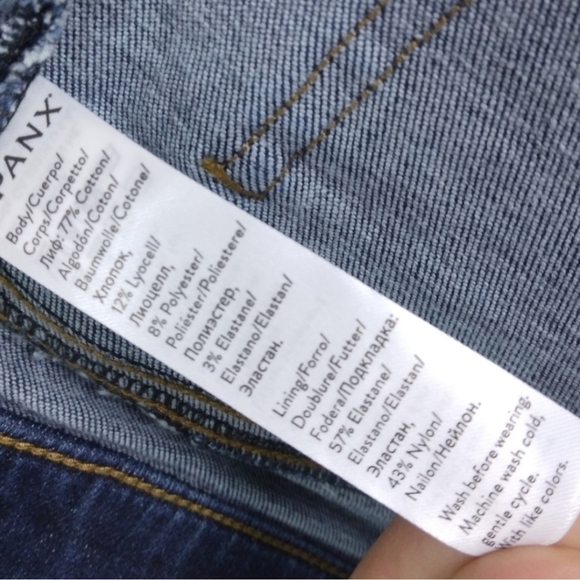 PANX
Body/Cuerpo/
Corps/Corpetto/
Лиф: 77% Cotton/
Algodón/Coton/
Baumwolle/Cotone/
Хлопок,
12% Lyocell/
Лиоцелл,
8% Polyester/
Poliéster/Poliestere/
Полиэстер,
3% Elastane/
Elastano/Elastan/
Эластан.
Lining/Forro/
Doublure/Futter/
Fodera/Подкладка:
57% Elastane/
Elastano/Elastan/
Эластан,
43% Nylon/
Nailon/Нейлон.
Wash before wearing.
Machine wash cold,
gentle cycle.
With like colors.